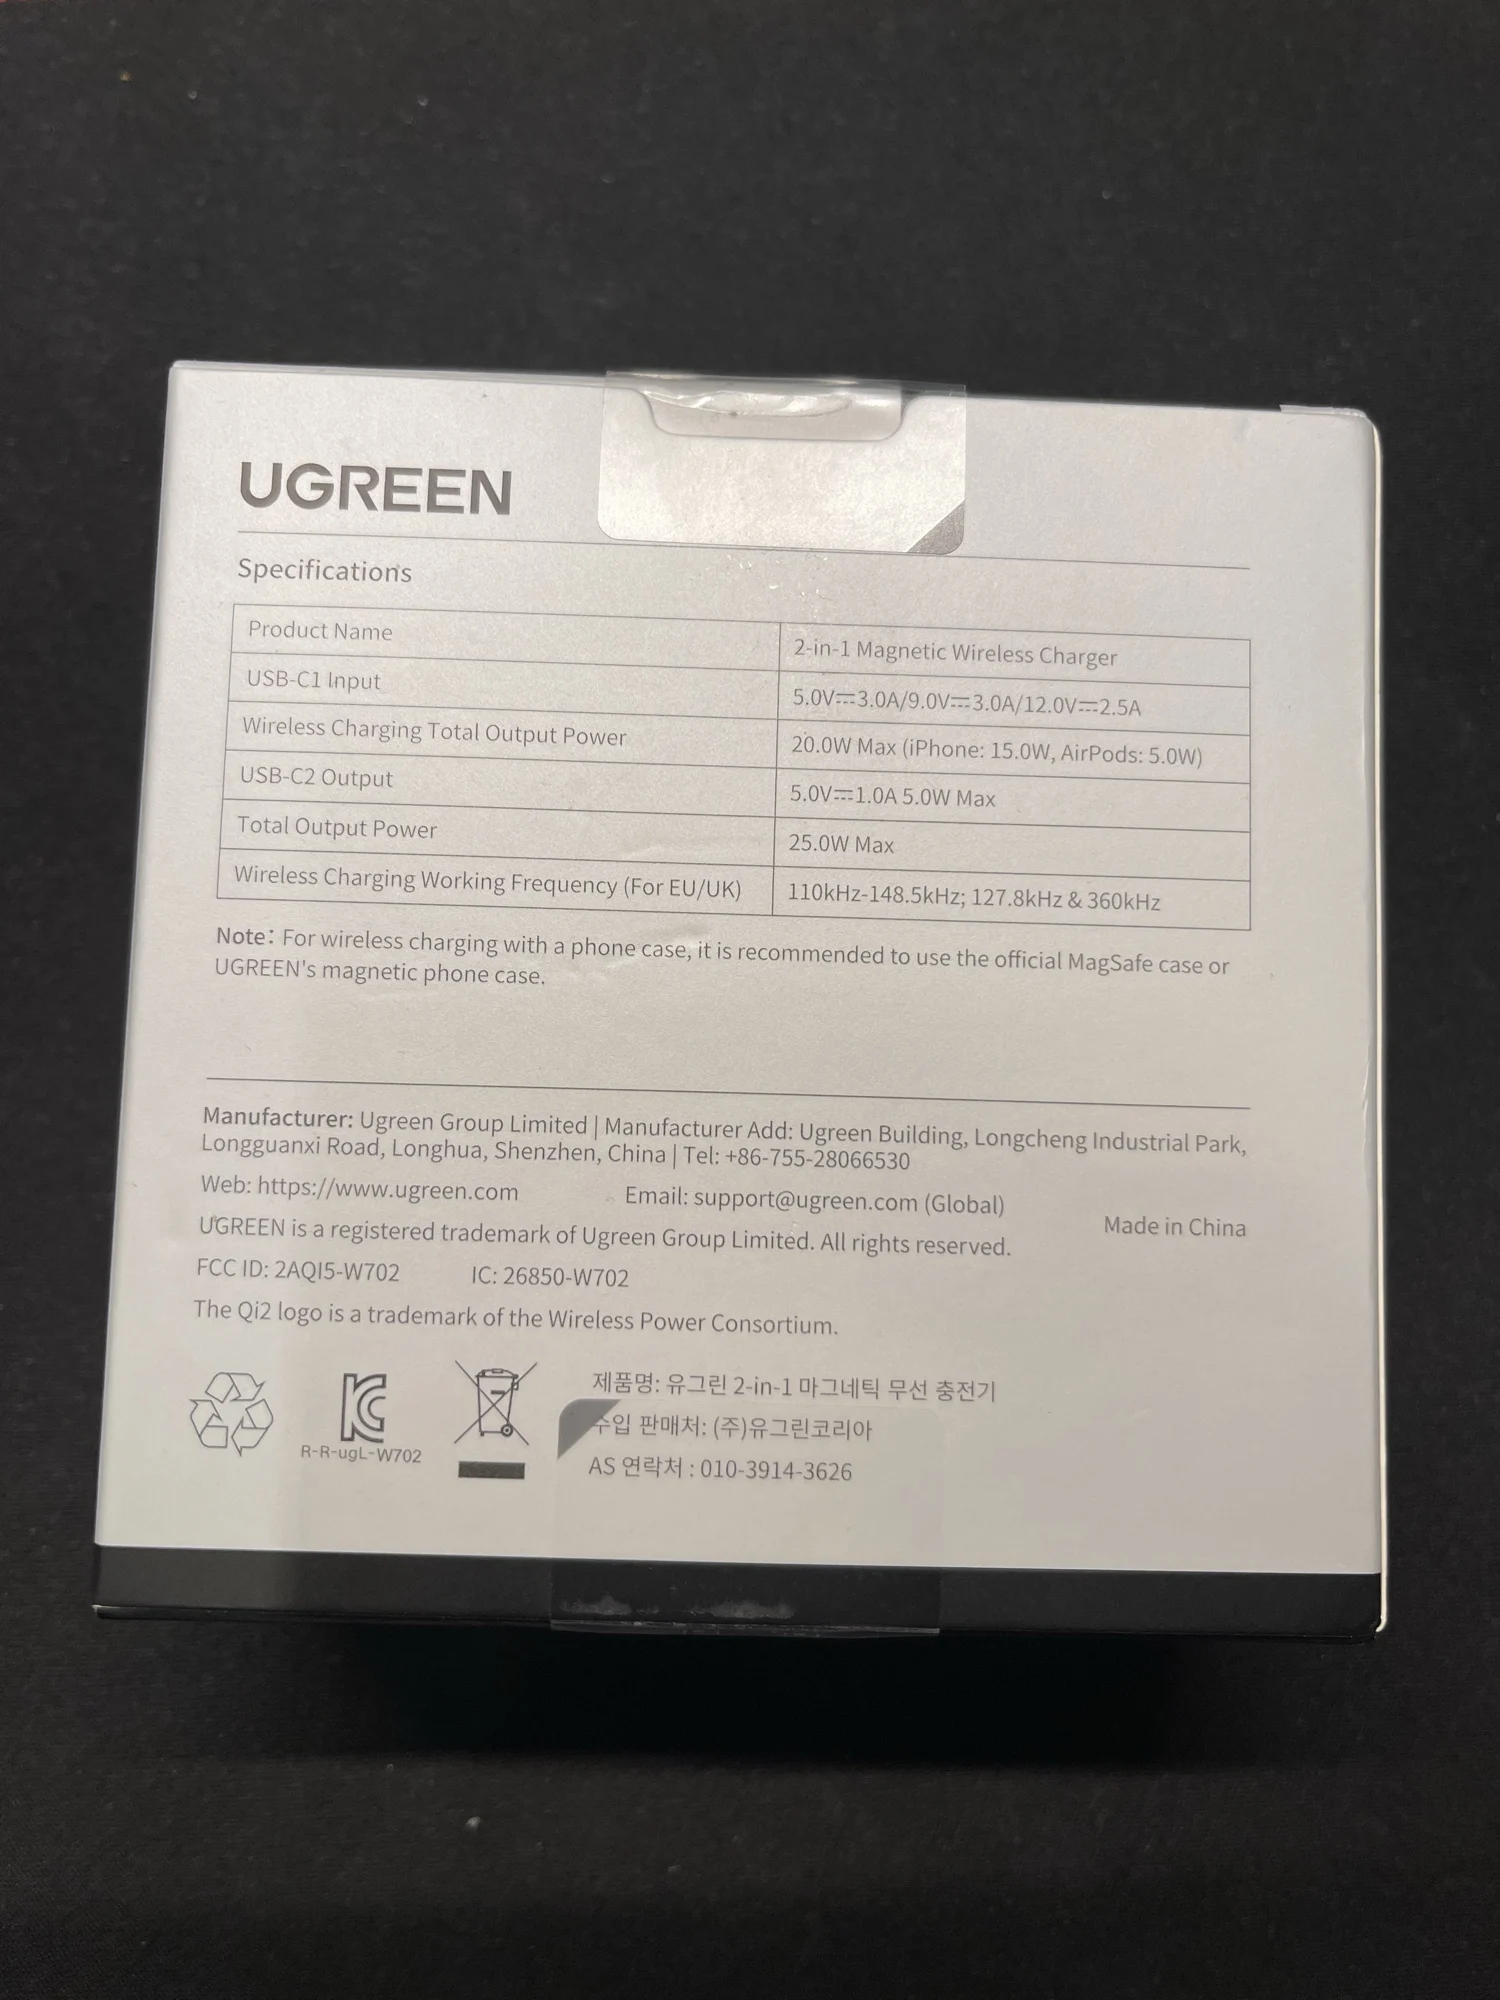 UGREEN
Specifications
Product Name
2-in-1 Magnetic Wireless Charger
USB-C1 Input
5.0V⎓3.0A/9.0V⎓3.0A/12.0V⎓2.5A
Wireless Charging Total Output Power
20.0W Max (iPhone: 15.0W, AirPods: 5.0W)
USB-C2 Output
5.0V⎓1.0A 5.0W Max
Total Output Power
25.0W Max
Wireless Charging Working Frequency (For EU/UK)
110kHz-148.5kHz; 127.8kHz & 360kHz
Note: For wireless charging with a phone case, it is recommended to use the official MagSafe case or
UGREEN's magnetic phone case.
Manufacturer: Ugreen Group Limited | Manufacturer Add: Ugreen Building, Longcheng Industrial Park,
Longguanxi Road, Longhua, Shenzhen, China | Tel: +86-755-28066530
Web: https://www.ugreen.com Email: support@ugreen.com (Global)
Made in China
UGREEN is a registered trademark of Ugreen Group Limited. All rights reserved.
FCC ID: 2AQI5-W702 IC: 26850-W702
The Qi2 logo is a trademark of the Wireless Power Consortium.
R-R-ugL-W702
제품명: 유그린 2-in-1 마그네틱 무선 충전기
수입 판매처: (주)유그린코리아
AS 연락처 : 010-3914-3626